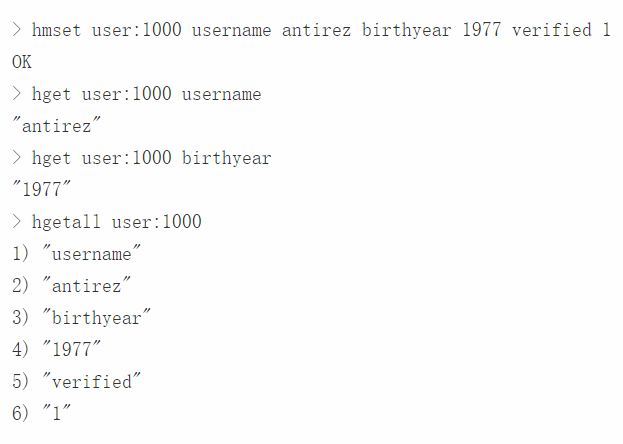 > hmset user:1000 username antirez birthyear 1977 verified 1
OK
> hget user:1000 username
"antirez"
> hget user:1000 birthyear
"1977"
> hgetall user:1000
1) "username"
2) "antirez"
3) "birthyear"
4) "1977"
5) "verified"
6) "1"